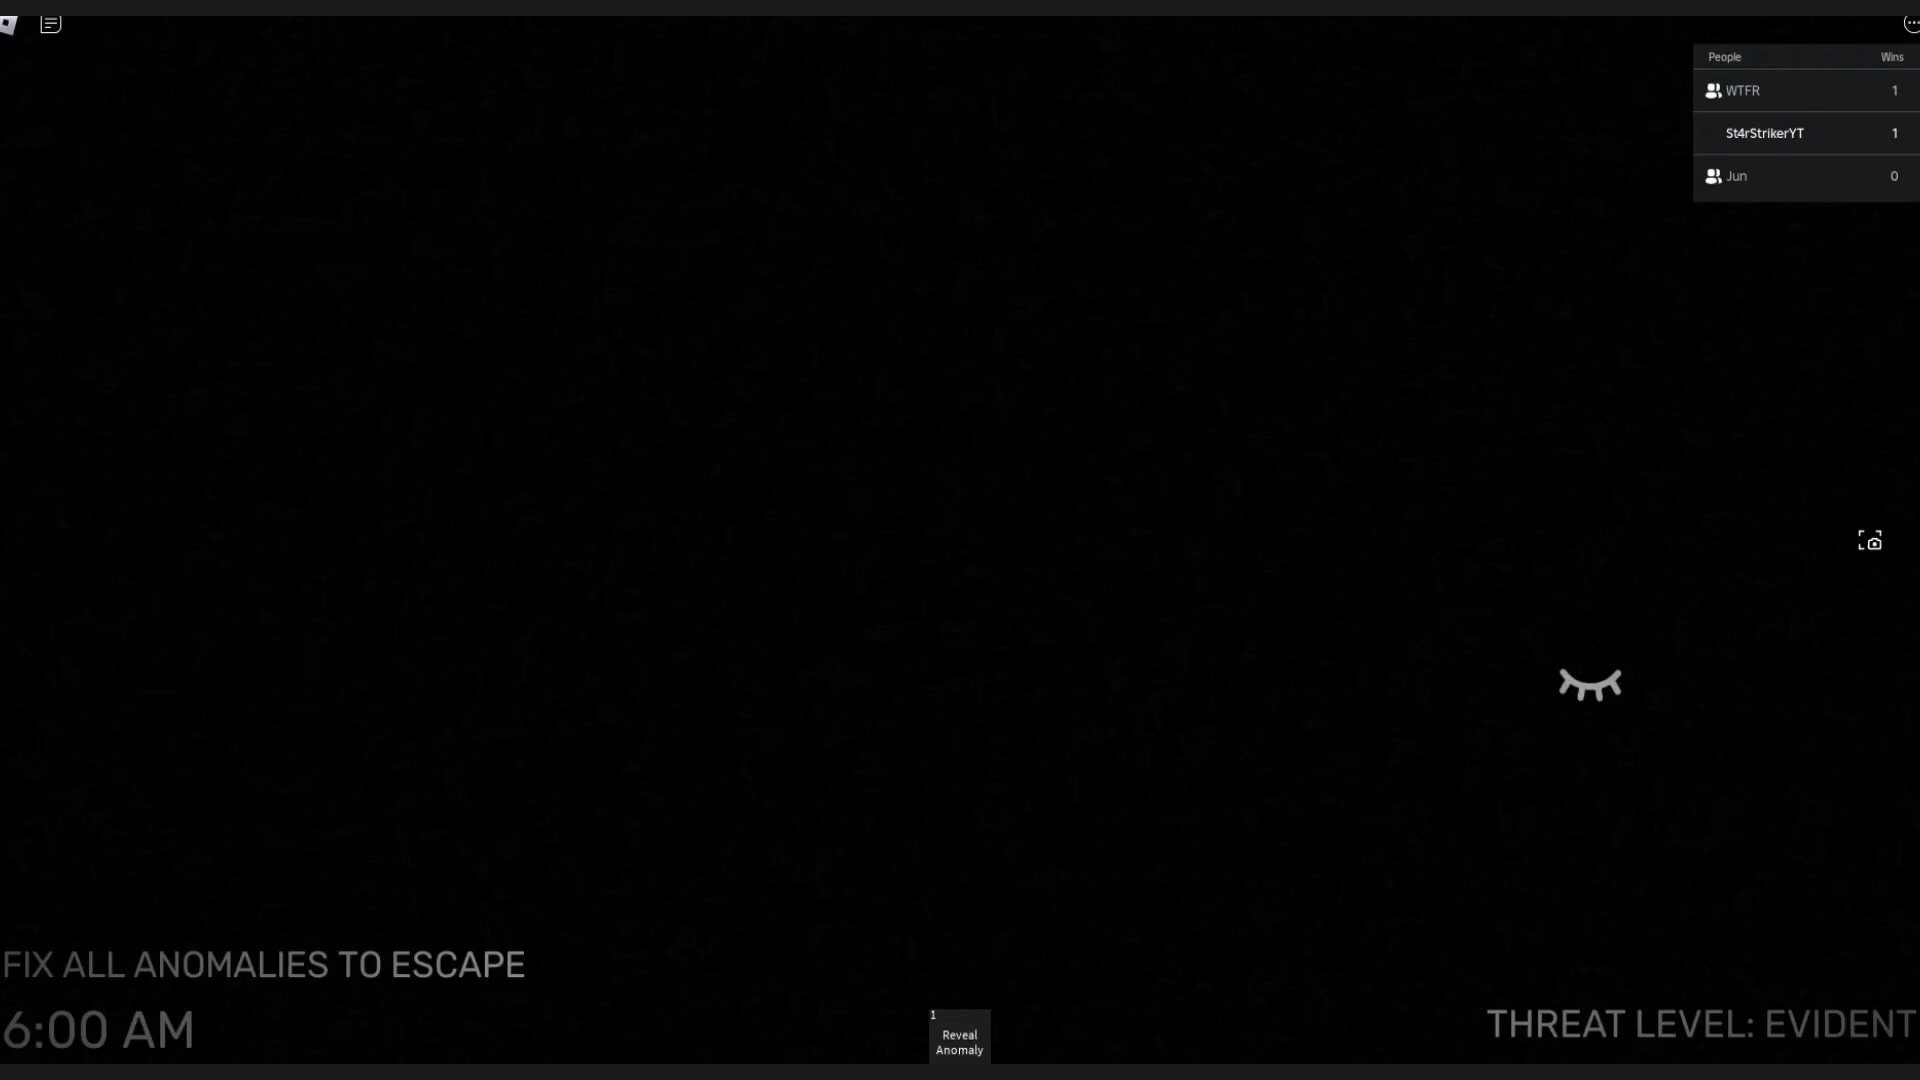 People Wins
WTFR 1
St4rStrikerYT 1
Jun 0
FIX ALL ANOMALIES TO ESCAPE
6:00 AM
1
Reveal
Anomaly
THREAT LEVEL: EVIDENT